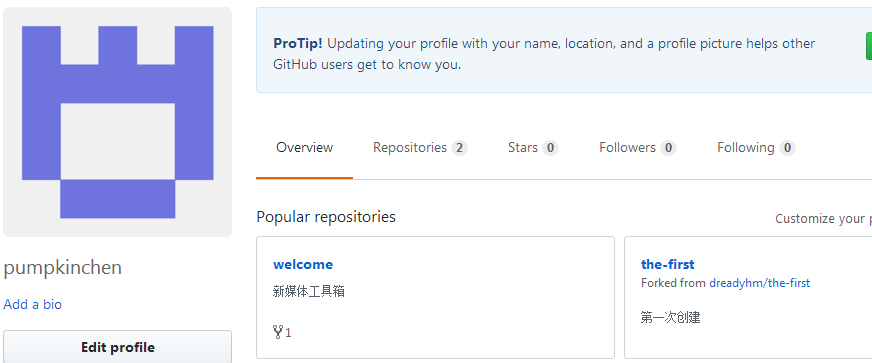 ProTip! Updating your profile with your name, location, and a profile picture helps other
GitHub users get to know you.
Overview Repositories 2 Stars 0 Followers 0 Following 0
Popular repositories
Customize your
welcome
新媒体工具箱
1
the-first
Forked from dreadyhm/the-first
第一次创建
pumpkinchen
Add a bio
Edit profile